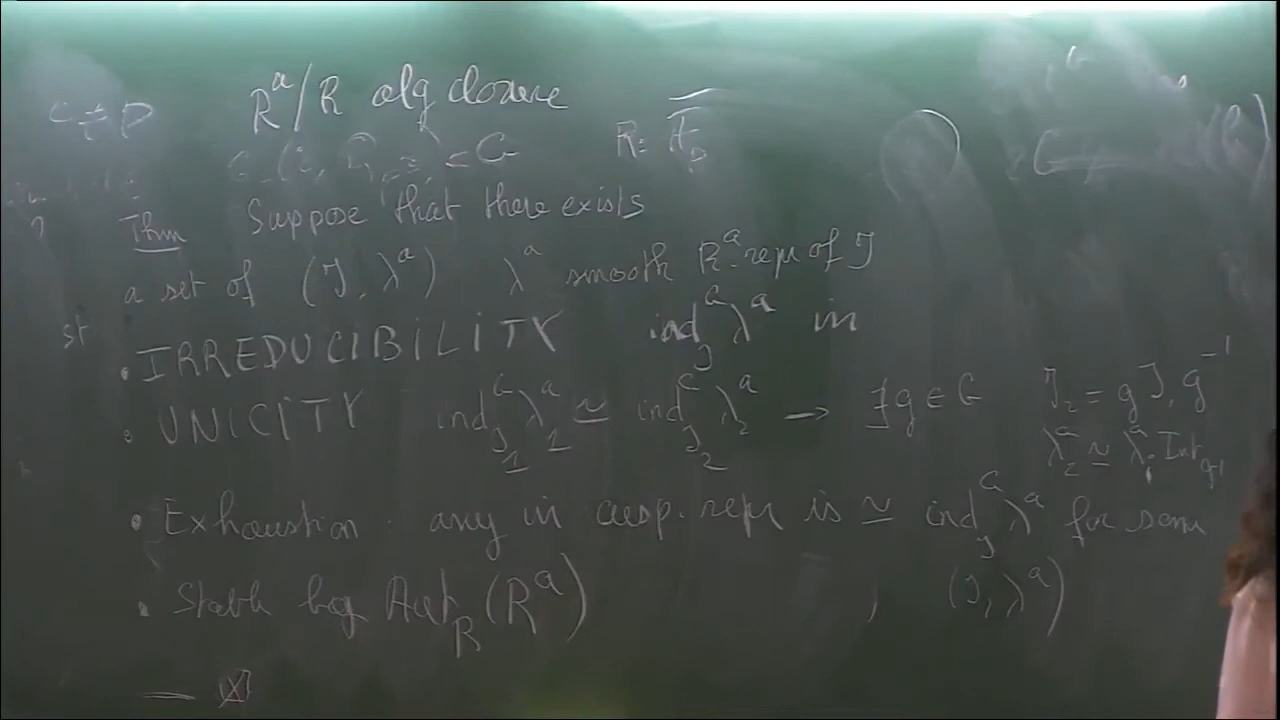 c ≠ p
R^a/R alg closure
R = \overline{F}_p
Thm Suppose that there exists
a set of (J, λ^a) λ^a smooth R^a-repr of J
st
• IRREDUCIBILITY ind_J^G λ^a irr
• UNICITY ind_{J_1}^G λ_1^a ≃ ind_{J_2}^G λ_2^a → ∃g ∈ G J_2 = g J_1 g^{-1}
λ_2^a ≃ λ_1^a Int_{g^{-1}}
• Exhaustion : any irr cusp. repr is ≃ ind_J^G λ^a for some
(J, λ^a)
• Stable by Aut_R(R^a)